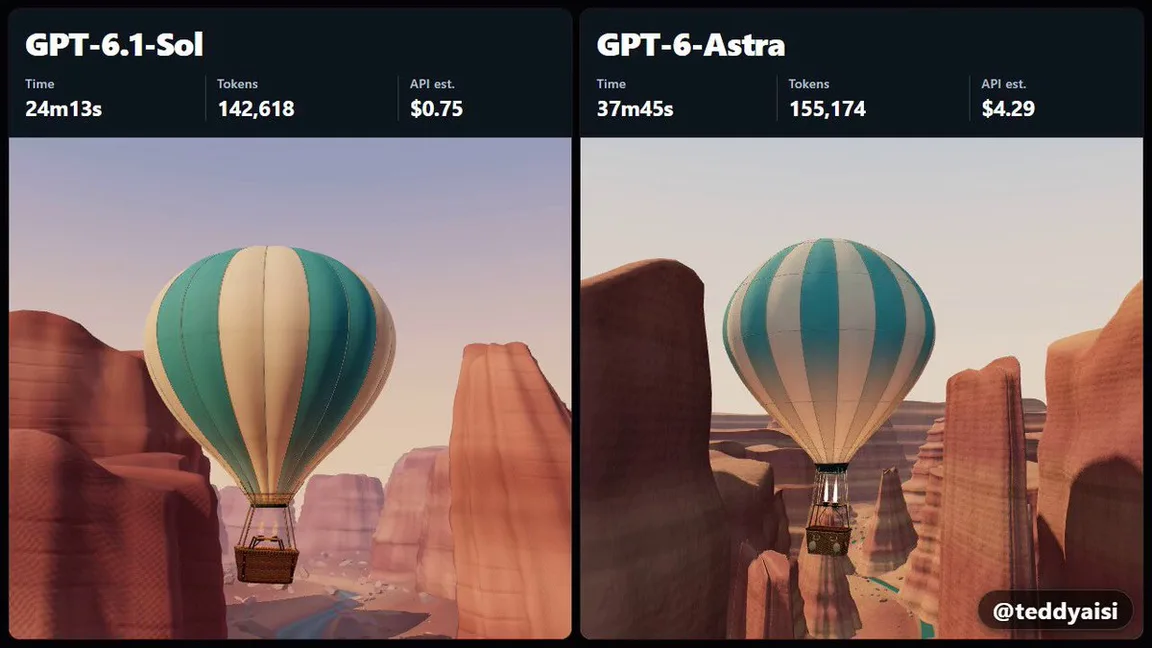 GPT-6.1-Sol
Time
24m13s
Tokens
142,618
API est.
$0.75
GPT-6-Astra
Time
37m45s
Tokens
155,174
API est.
$4.29
@teddyaisi